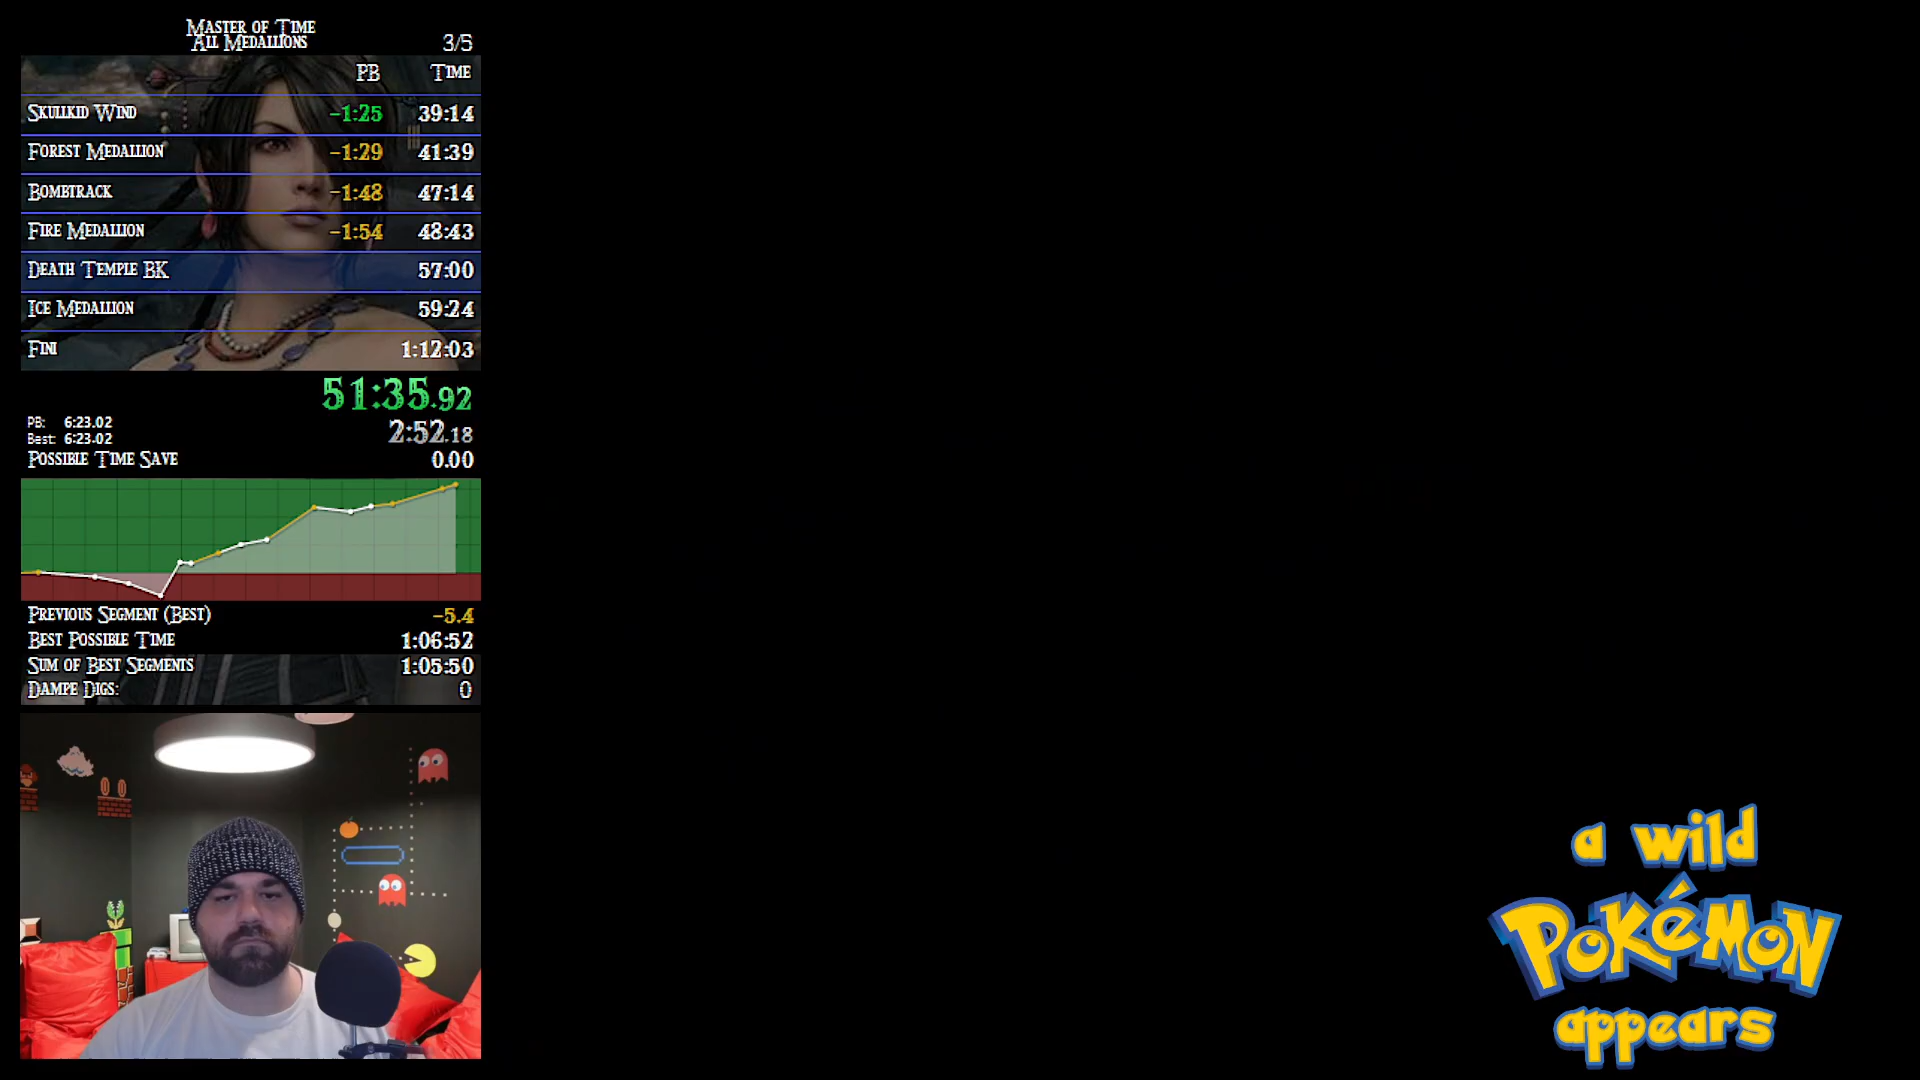 Master of Time
All Medallions
3/5
PB Time
Skullkid Wind -1:25 39:14
Forest Medallion -1:29 41:39
Bombtrack -1:48 47:14
Fire Medallion -1:54 48:43
Death Temple BK 57:00
Ice Medallion 59:24
Fini 1:12:03
51:35.92
PB: 6:23.02
Best: 6:23.02
2:52.18
Possible Time Save 0.00
Previous Segment (Best) -5.4
Best Possible Time 1:06:52
Sum of Best Segments 1:05:50
Dampe Digs: 0
a wild
Pokémon
appears